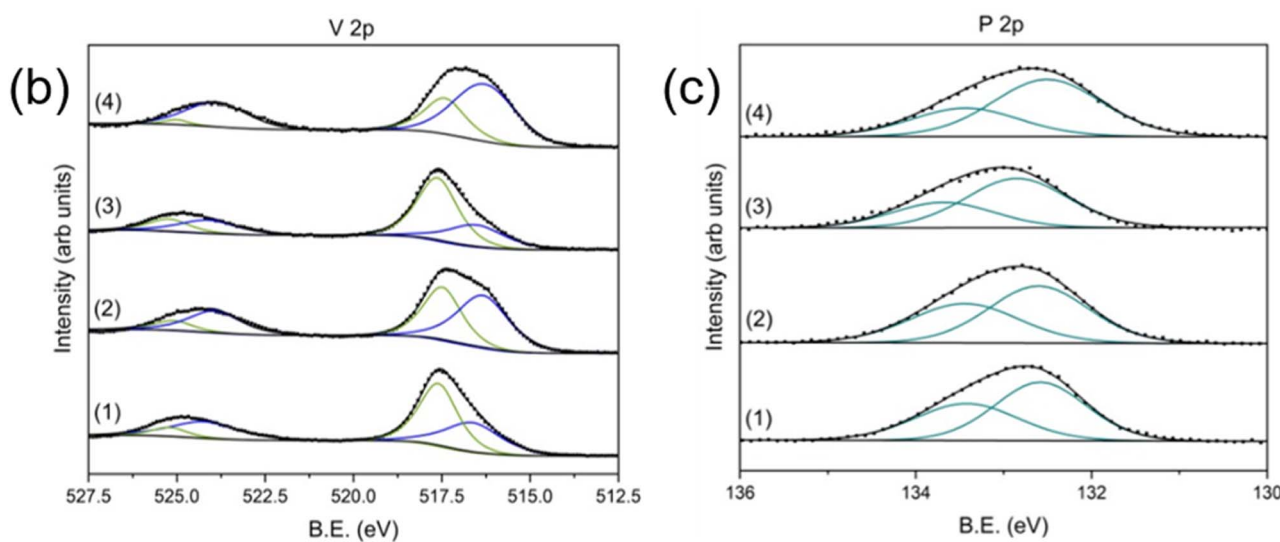 V 2p
(b)
(4)
(3)
(2)
(1)
Intensity (arb units)
527.5 525.0 522.5 520.0 517.5 515.0 512.5
B.E. (eV)
P 2p
(c)
(4)
(3)
(2)
(1)
Intensity (arb units)
136 134 132 130
B.E. (eV)